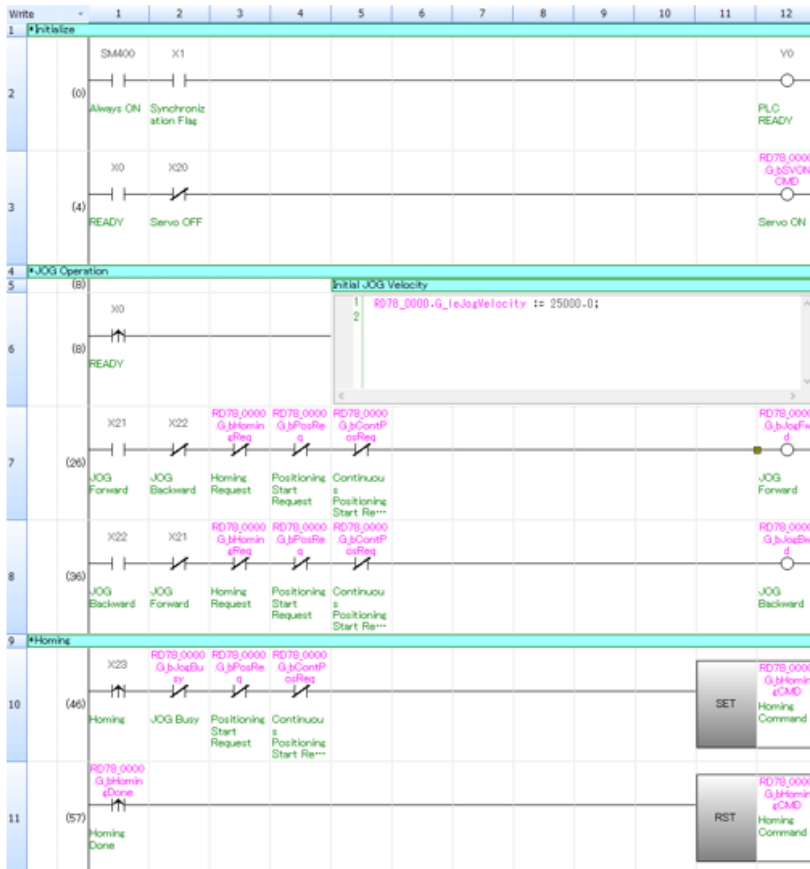 Write 1 2 3 4 5 6 7 8 9 10 11 12
1 *Initialize
SM400 X1 Y0
2 (0)
Always ON Synchroniz PLC
ation Flag READY
RD78_0000
X0 X20 .G_bSVON
CMD
3 (4)
READY Servo OFF Servo ON
4 *JOG Operation
5 (8) Initial JOG Velocity
1 RD78_0000.G_leJogVelocity := 25000.0;
2
X0
6 (8)
READY
RD78_0000 RD78_0000 RD78_0000 RD78_0000
X21 X22 .G_bHomin .G_bPosRe .G_bContP .G_bJogFw
gReq q osReq d
7 (26)
JOG JOG Homing Positioning Continuou JOG
Forward Backward Request Start s Forward
Request Positioning
Start Re…
RD78_0000 RD78_0000 RD78_0000 RD78_0000
X22 X21 .G_bHomin .G_bPosRe .G_bContP .G_bJogBw
gReq q osReq d
8 (36)
JOG JOG Homing Positioning Continuou JOG
Backward Forward Request Start s Backward
Request Positioning
Start Re…
9 *Homing
RD78_0000 RD78_0000 RD78_0000
X23 .G_bJogBu .G_bPosRe .G_bContP RD78_0000
sy q osReq .G_bHomin
gCMD
10 (46) SET
Homing JOG Busy Positioning Continuou Homing
Start s Command
Request Positioning
Start Re…
RD78_0000
.G_bHomin RD78_0000
gDone .G_bHomin
gCMD
11 (57) RST
Homing Homing
Done Command